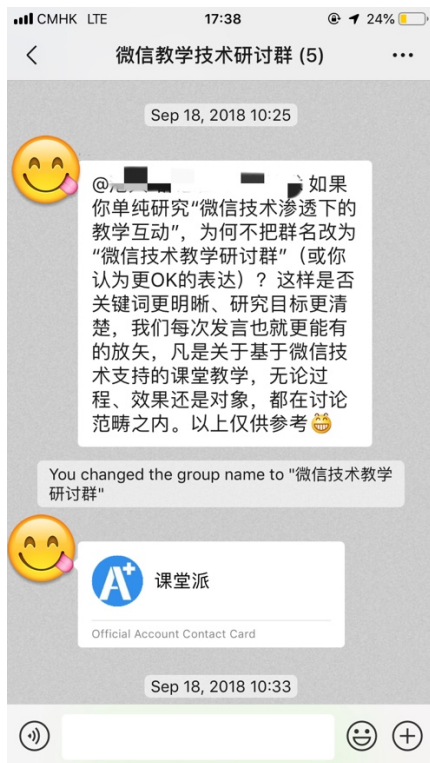 CMHK LTE 17:38 24%
微信教学技术研讨群 (5)
Sep 18, 2018 10:25
@ 如果
你单纯研究“微信技术渗透下的
教学互动”，为何不把群名改为
“微信技术教学研讨群”（或你
认为更OK的表达）？这样是否
关键词更明晰、研究目标更清
楚，我们每次发言也就更能有
的放矢，凡是关于基于微信技
术支持的课堂教学，无论过
程、效果还是对象，都在讨论
范畴之内。以上仅供参考😁
You changed the group name to "微信技术教学
研讨群"
A+
课堂派
Official Account Contact Card
Sep 18, 2018 10:33